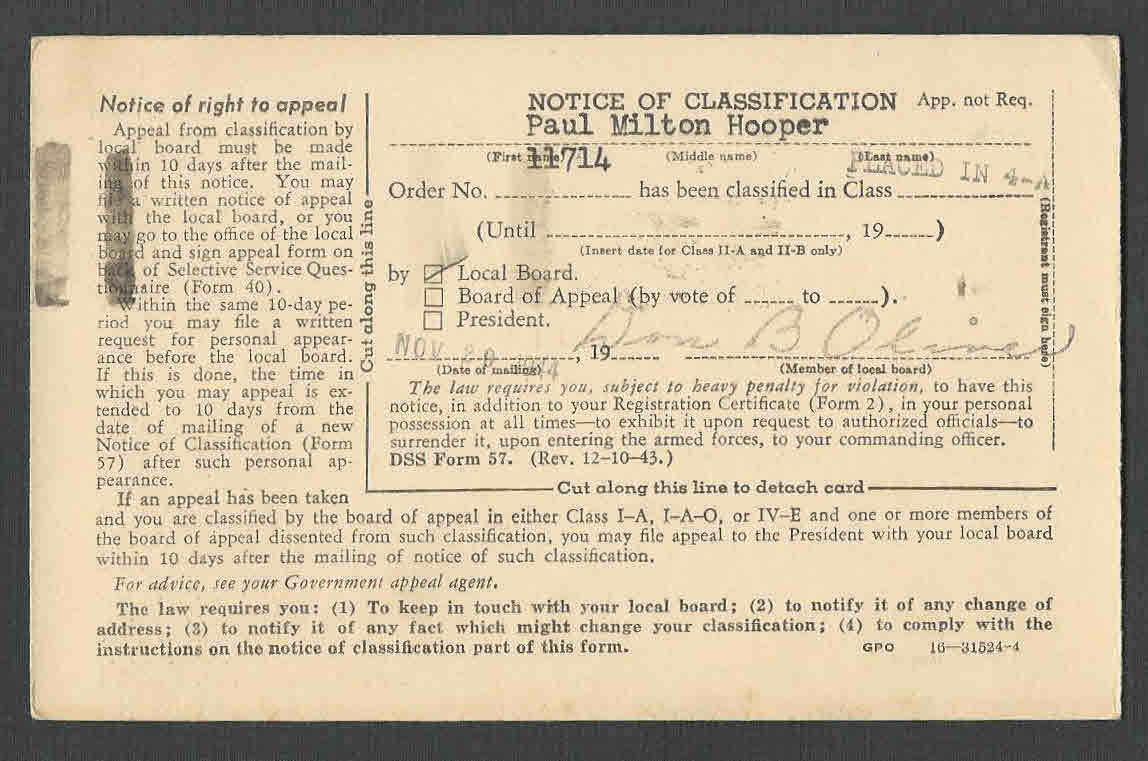 Notice of right to appeal
Appeal from classification by
local board must be made
within 10 days after the mail-
ing of this notice. You may
file a written notice of appeal
with the local board, or you
may go to the office of the local
board and sign appeal form on
back of Selective Service Ques-
tionnaire (Form 40).
Within the same 10-day pe-
riod you may file a written
request for personal appear-
ance before the local board.
If this is done, the time in
which you may appeal is ex-
tended to 10 days from the
date of mailing of a new
Notice of Classification (Form
57) after such personal ap-
pearance.
If an appeal has been taken
and you are classified by the board of appeal in either Class I–A, I–A–O, or IV–E and one or more members of
the board of appeal dissented from such classification, you may file appeal to the President with your local board
within 10 days after the mailing of notice of such classification.
For advice, see your Government appeal agent.
The law requires you: (1) To keep in touch with your local board; (2) to notify it of any change of
address; (3) to notify it of any fact which might change your classification; (4) to comply with the
instructions on the notice of classification part of this form.
GPO 16—31524-4
Cut along this line
NOTICE OF CLASSIFICATION App. not Req.
Paul Milton Hooper
(First name) (Middle name) (Last name)
11714
PLACED IN 4-A
Order No. has been classified in Class
(Until , 19 )
(Insert date for Class II-A and II-B only)
by Local Board.
Board of Appeal (by vote of to ).
President.
NOV 29 1944 , 19 Don B Oliver
(Date of mailing) (Member of local board)
The law requires you, subject to heavy penalty for violation, to have this
notice, in addition to your Registration Certificate (Form 2), in your personal
possession at all times—to exhibit it upon request to authorized officials—to
surrender it, upon entering the armed forces, to your commanding officer.
DSS Form 57. (Rev. 12-10-43.)
(Registrant must sign here)
Cut along this line to detach card